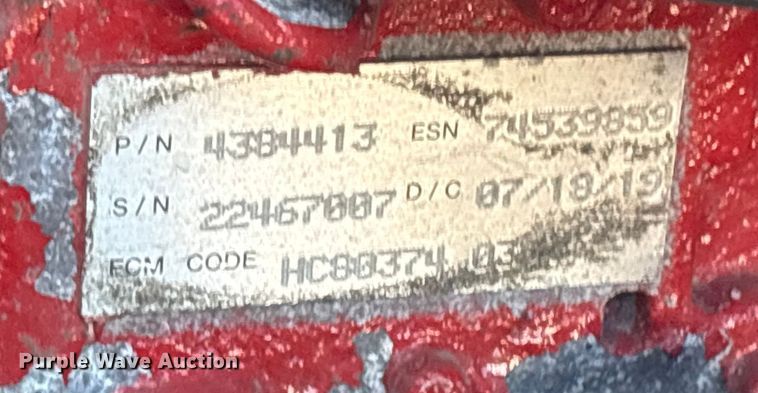 P/N 4384413 ESN 74539859
S/N 22467007 D/C 07/18/19
ECM CODE HC80374 03
Purple Wave Auction